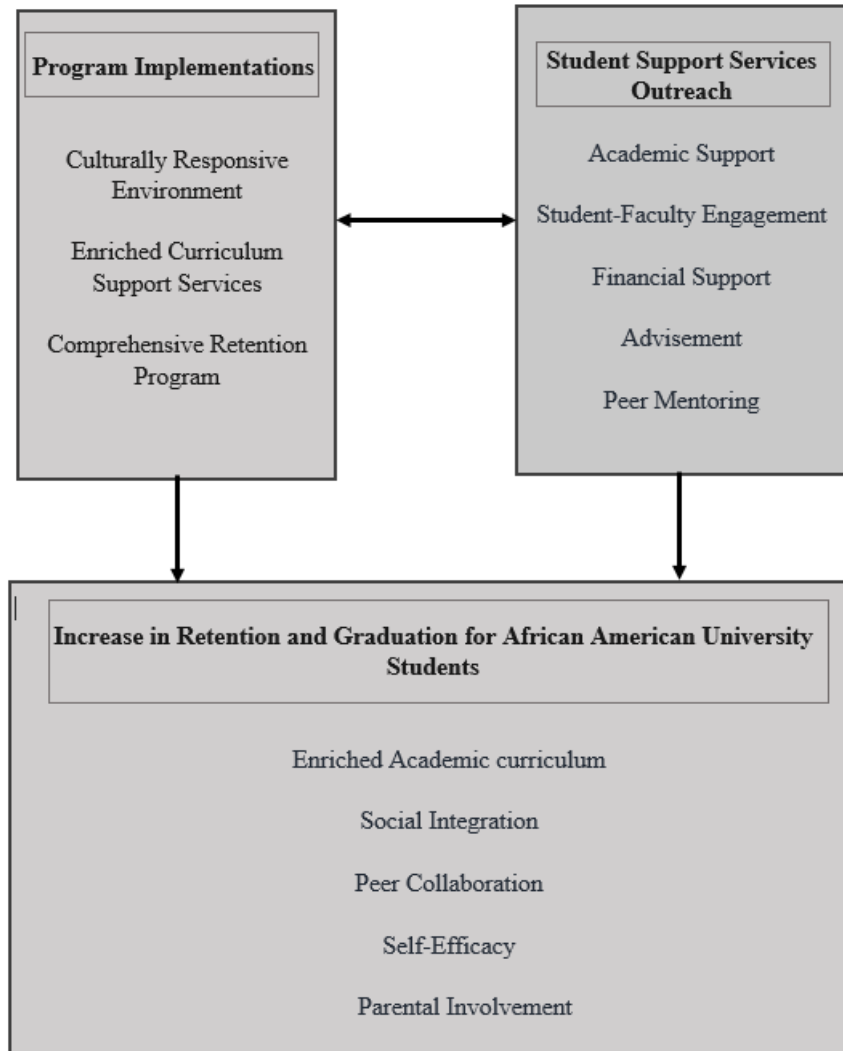 Program Implementations
Culturally Responsive
Environment
Enriched Curriculum
Support Services
Comprehensive Retention
Program
Student Support Services
Outreach
Academic Support
Student-Faculty Engagement
Financial Support
Advisement
Peer Mentoring
Increase in Retention and Graduation for African American University
Students
Enriched Academic curriculum
Social Integration
Peer Collaboration
Self-Efficacy
Parental Involvement